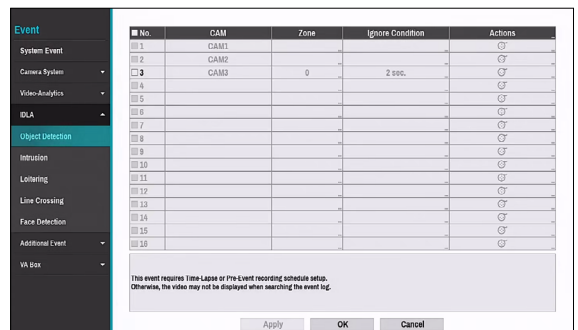 Event
System Event
Camera System
Video-Analytics
IDLA
Object Detection
Intrusion
Loitering
Line Crossing
Face Detection
Additional Event
VA Box
No. CAM Zone Ignore Condition Actions
1 CAM1
2 CAM2
3 CAM3 0 2 sec.
4
5
6
7
8
9
10
11
12
13
14
15
16
This event requires Time-Lapse or Pre-Event recording schedule setup.
Otherwise, the video may not be displayed when searching the event log.
Apply OK Cancel